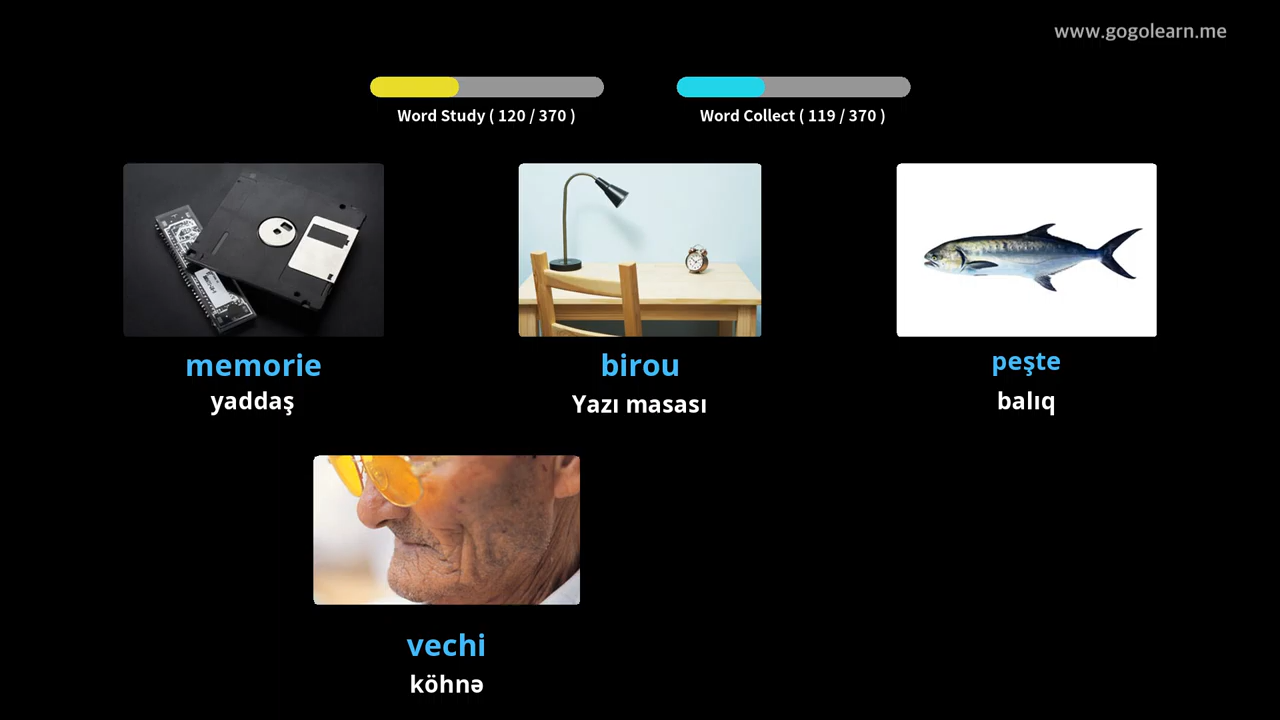 www.gogolearn.me
Word Study ( 120 / 370 )
Word Collect ( 119 / 370 )
memorie
yaddaş
birou
Yazı masası
peşte
balıq
vechi
köhnə